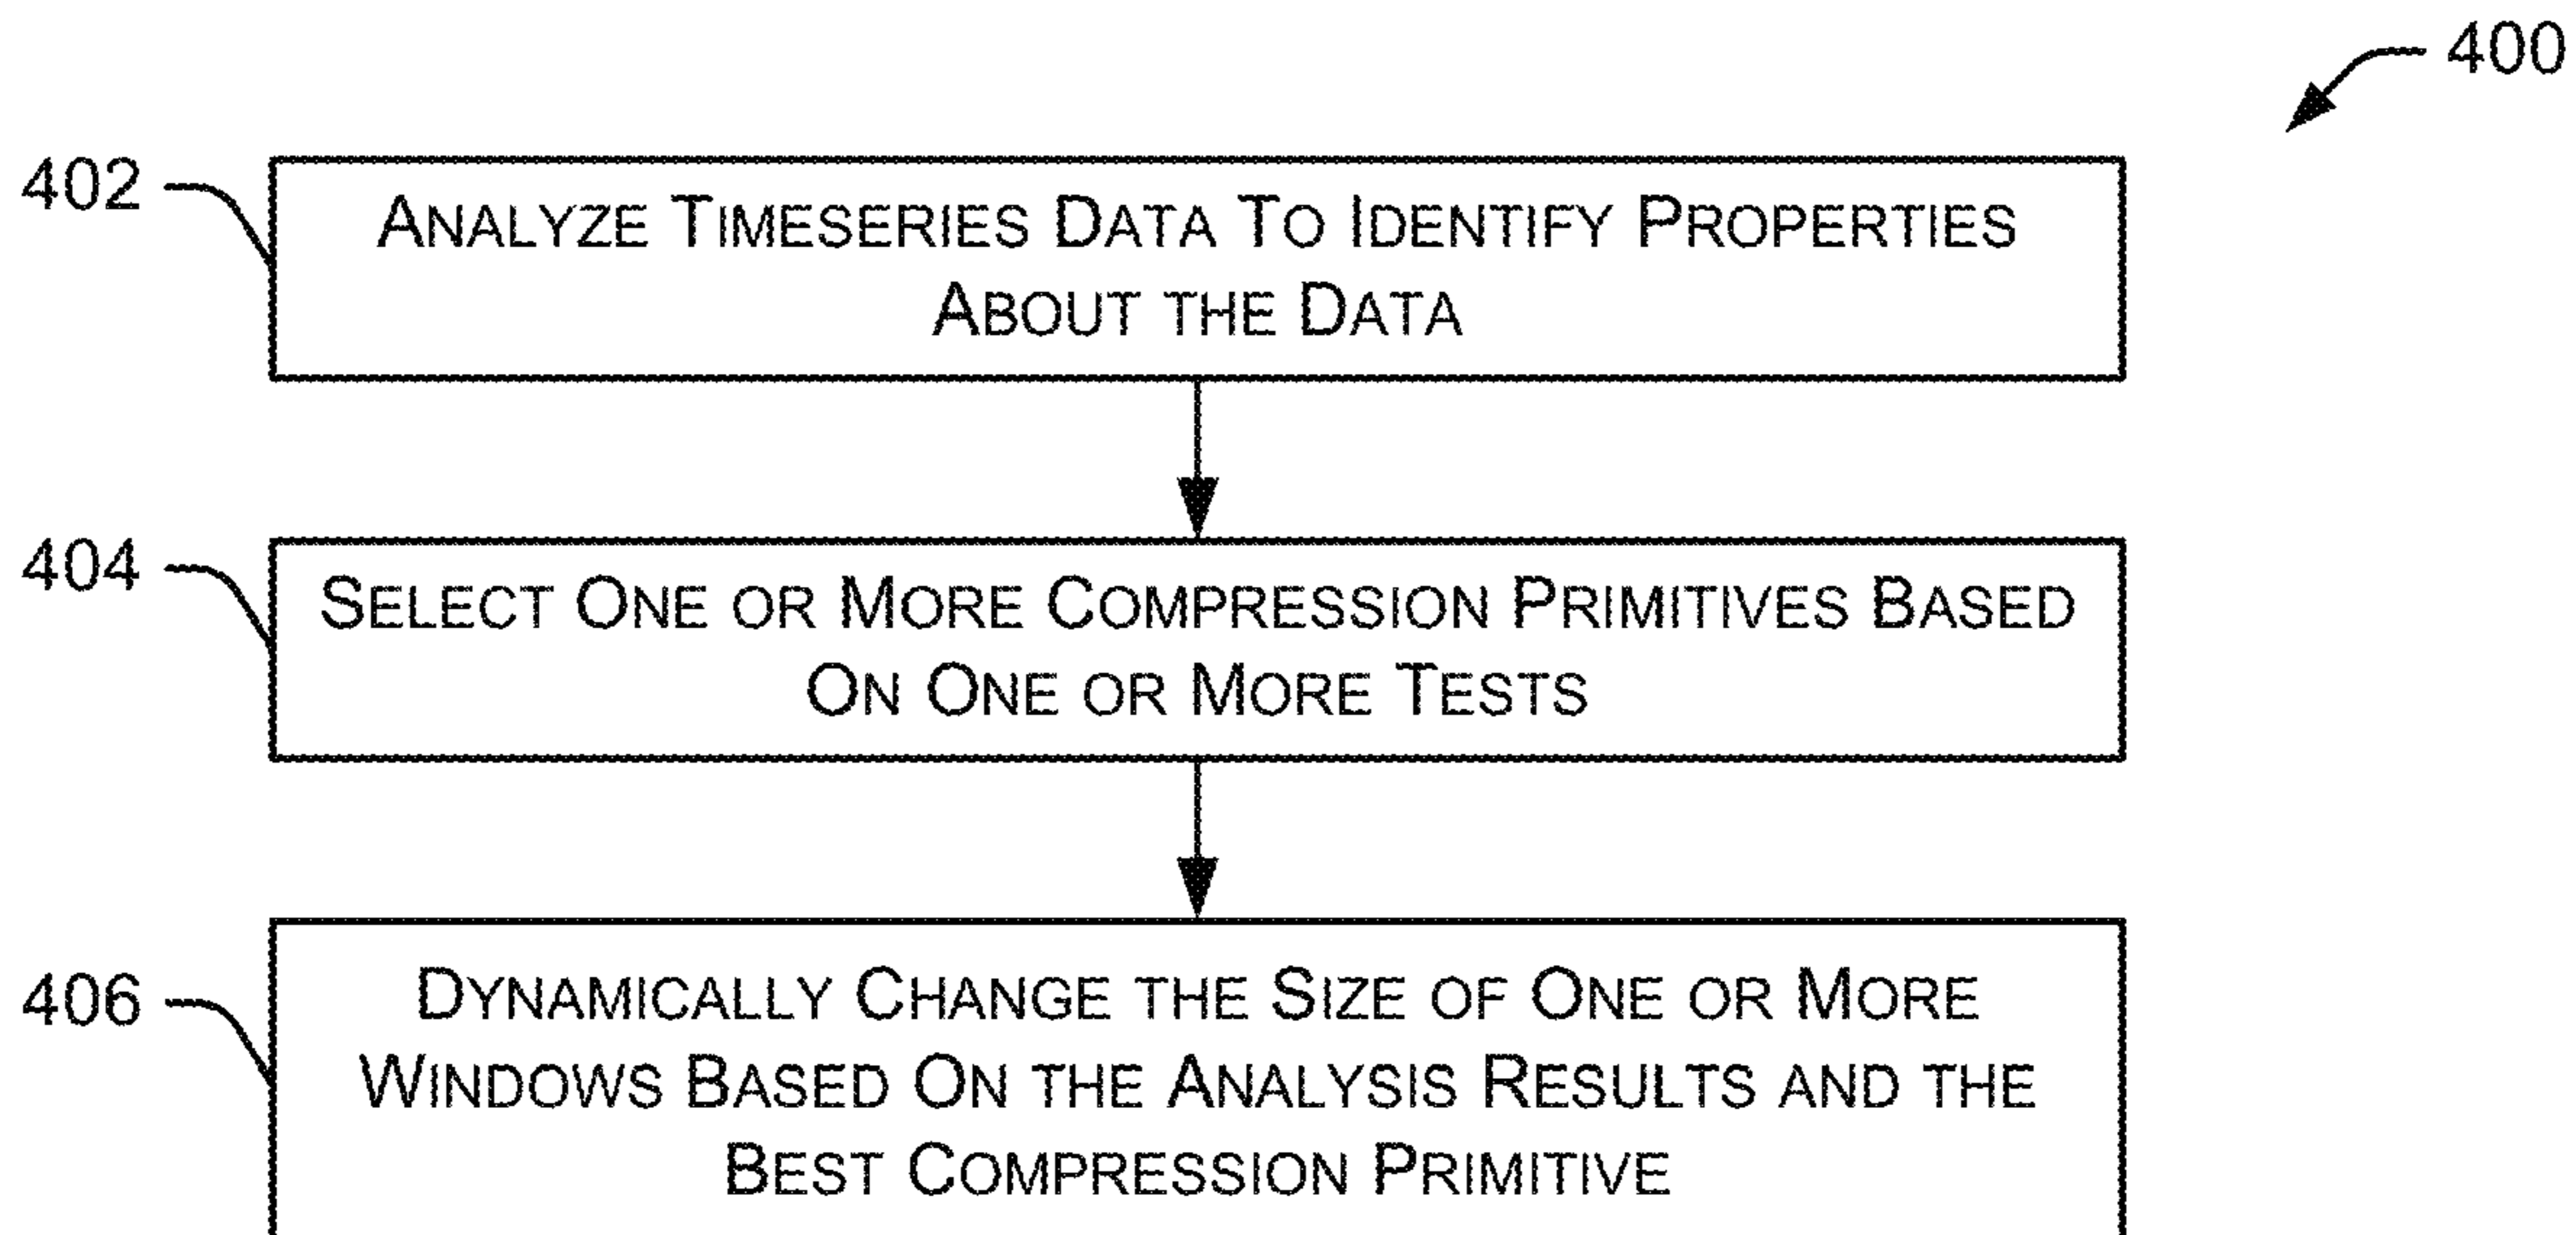 400
402
ANALYZE TIMESERIES DATA TO IDENTIFY PROPERTIES
ABOUT THE DATA
404
SELECT ONE OR MORE COMPRESSION PRIMITIVES BASED
ON ONE OR MORE TESTS
406
DYNAMICALLY CHANGE THE SIZE OF ONE OR MORE
WINDOWS BASED ON THE ANALYSIS RESULTS AND THE
BEST COMPRESSION PRIMITIVE